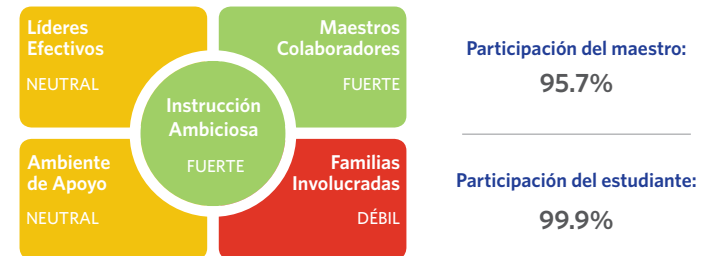 Líderes
Efectivos
NEUTRAL
Maestros
Colaboradores
FUERTE
Instrucción
Ambiciosa
FUERTE
Ambiente
de Apoyo
NEUTRAL
Familias
Involucradas
DÉBIL
Participación del maestro:
95.7%
Participación del estudiante:
99.9%